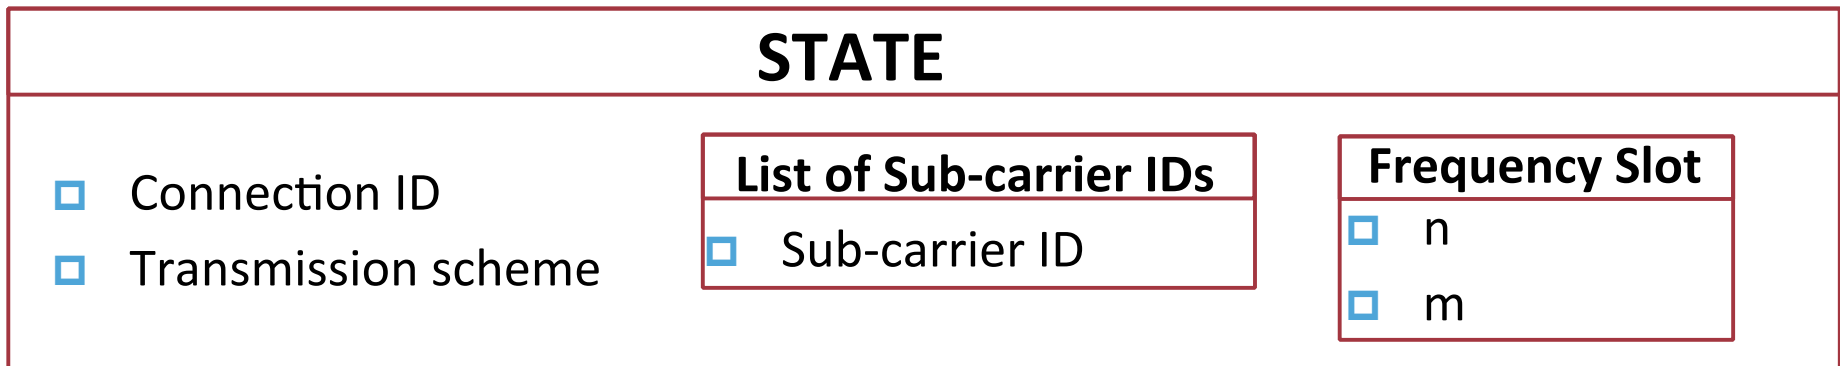 STATE
Connection ID
Transmission scheme
List of Sub-carrier IDs
Sub-carrier ID
Frequency Slot
n
m